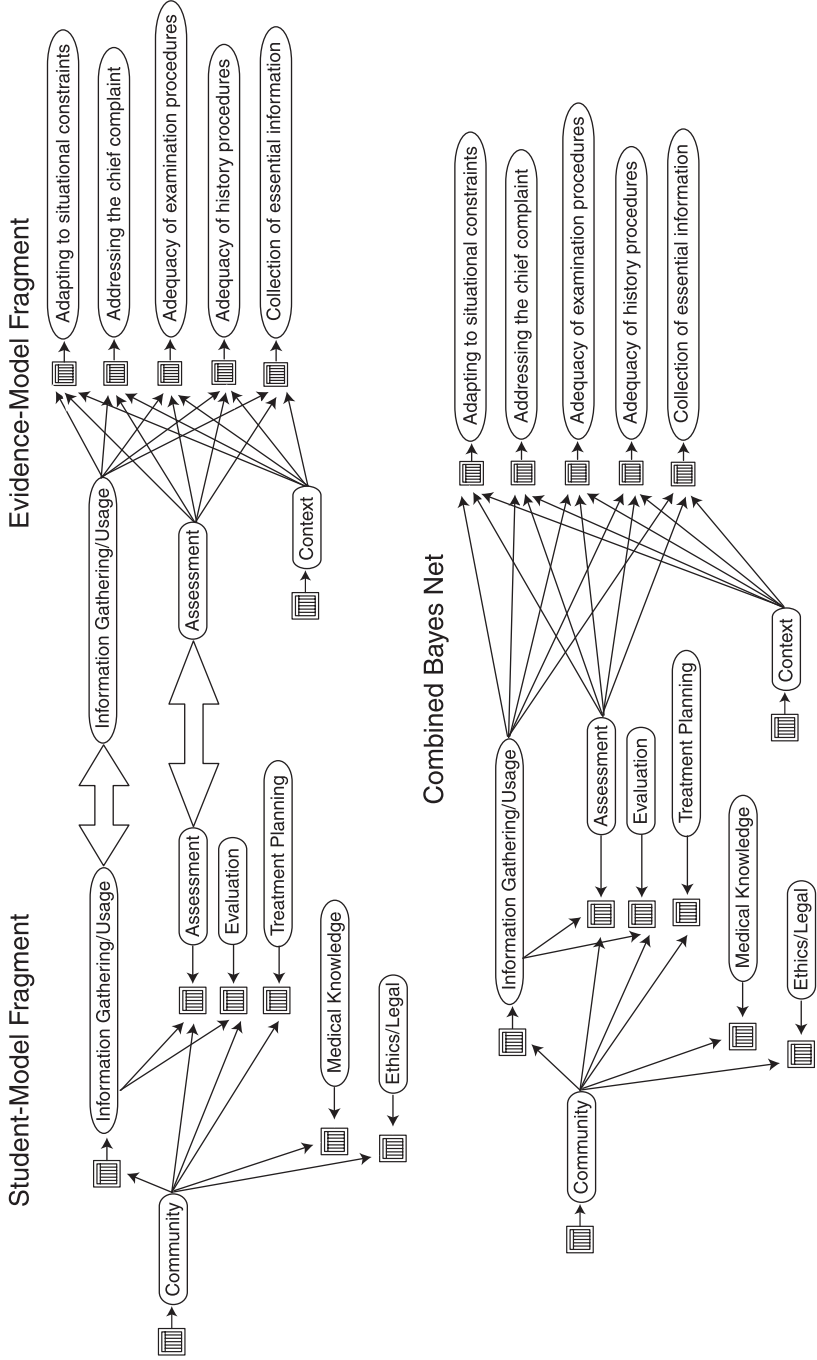 Student-Model Fragment
Evidence-Model Fragment
Community
Information Gathering/Usage
Assessment
Evaluation
Treatment Planning
Medical Knowledge
Ethics/Legal
Information Gathering/Usage
Assessment
Context
Adapting to situational constraints
Addressing the chief complaint
Adequacy of examination procedures
Adequacy of history procedures
Collection of essential information
Combined Bayes Net
Community
Information Gathering/Usage
Assessment
Evaluation
Treatment Planning
Medical Knowledge
Ethics/Legal
Context
Adapting to situational constraints
Addressing the chief complaint
Adequacy of examination procedures
Adequacy of history procedures
Collection of essential information